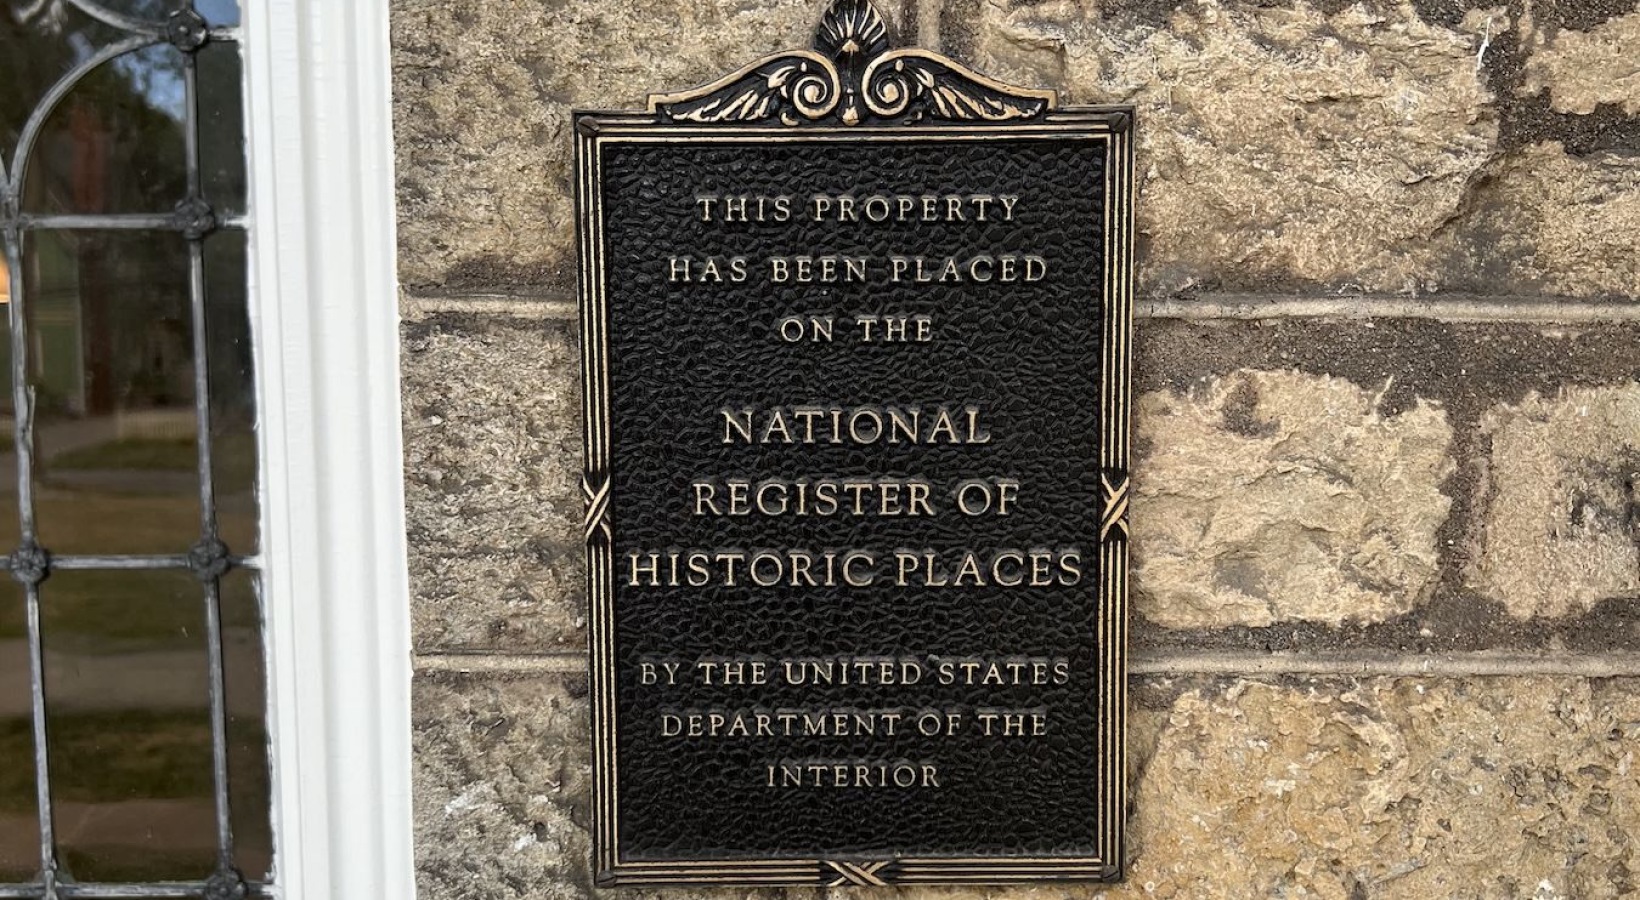 THIS PROPERTY
HAS BEEN PLACED
ON THE
NATIONAL
REGISTER OF
HISTORIC PLACES
BY THE UNITED STATES
DEPARTMENT OF THE
INTERIOR